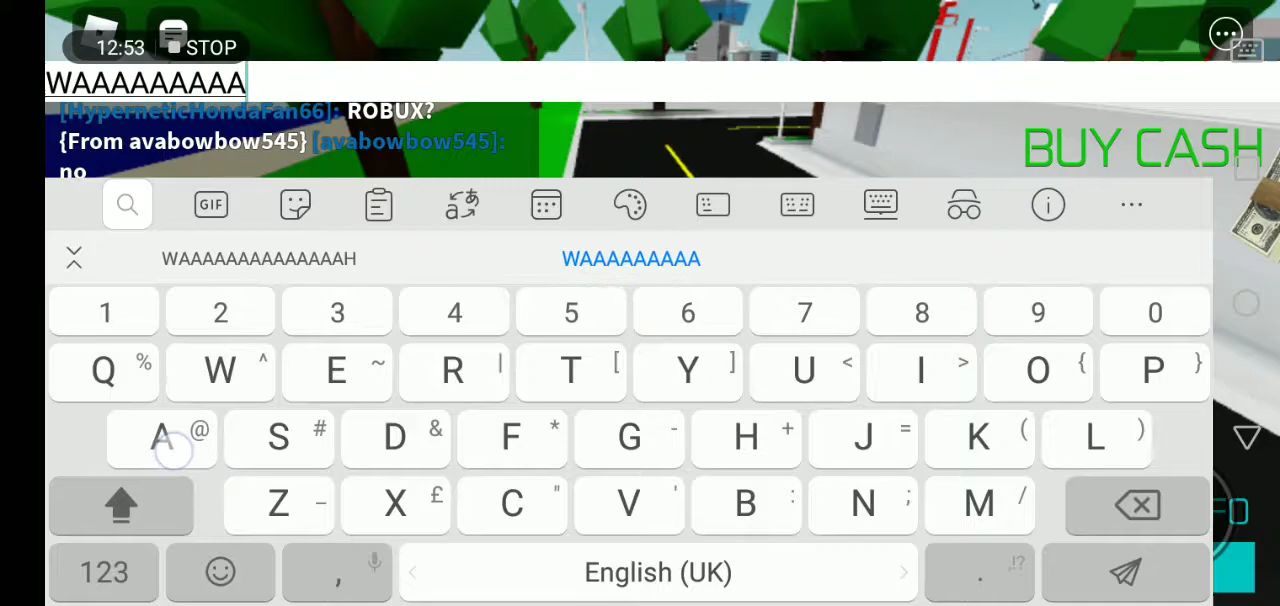 12:53 STOP
WAAAAAAAAA
[HyperneticHondaFan66]: ROBUX?
{From avabowbow545} [avabowbow545]:
no
BUY CASH
GIF
WAAAAAAAAAAAAAAH WAAAAAAAAA
1 2 3 4 5 6 7 8 9 0
Q % W ^ E ~ R | T [ Y ] U < I > O { P }
A @ S # D & F * G - H + J = K ( L )
Z _ X £ C " V ' B : N ; M /
123 , English (UK) . ,!?